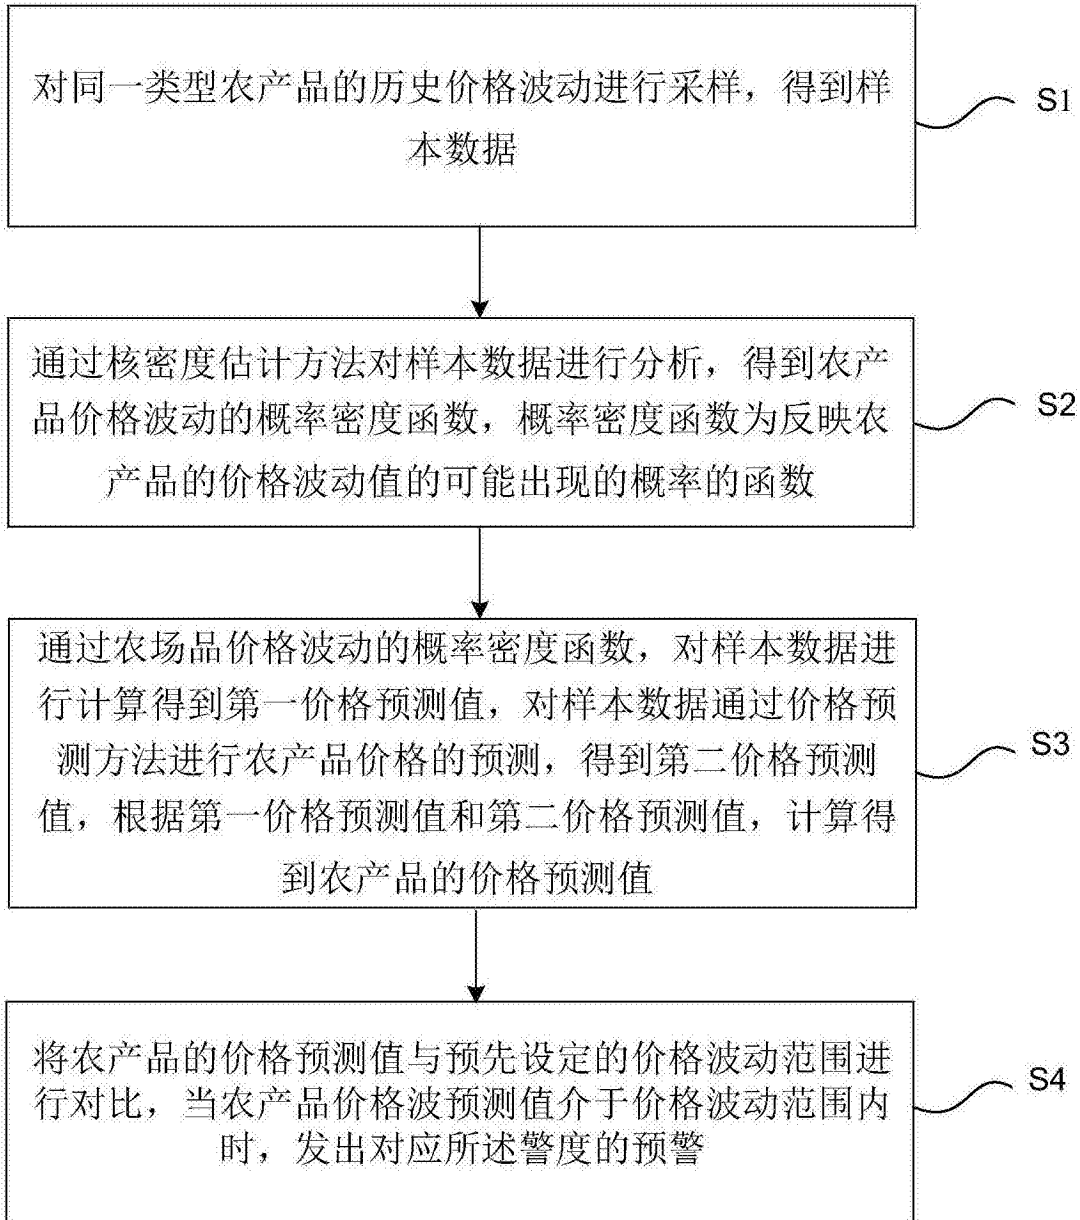 对同一类型农产品的历史价格波动进行采样，得到样
本数据
S1
通过核密度估计方法对样本数据进行分析，得到农产
品价格波动的概率密度函数，概率密度函数为反映农
产品的价格波动值的可能出现的概率的函数
S2
通过农场品价格波动的概率密度函数，对样本数据进
行计算得到第一价格预测值，对样本数据通过价格预
测方法进行农产品价格的预测，得到第二价格预测
值，根据第一价格预测值和第二价格预测值，计算得
到农产品的价格预测值
S3
将农产品的价格预测值与预先设定的价格波动范围进
行对比，当农产品价格波预测值介于价格波动范围内
时，发出对应所述警度的预警
S4